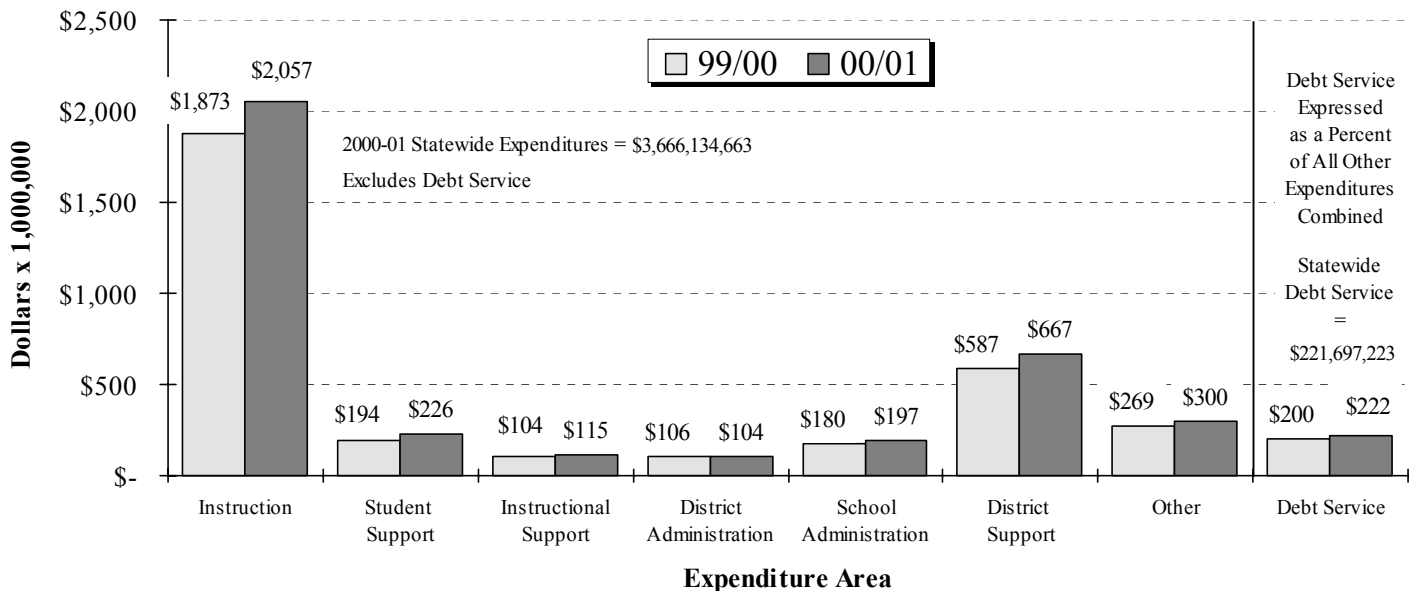 $2,500
$2,000
$1,500
$1,000
$500
$-
Dollars x 1,000,000
99/00 00/01
2000-01 Statewide Expenditures = $3,666,134,663
Excludes Debt Service
Debt Service
Expressed
as a Percent
of All Other
Expenditures
Combined
Statewide
Debt Service
=
$221,697,223
$1,873 $2,057
$194 $226
$104 $115
$106 $104
$180 $197
$587 $667
$269 $300
$200 $222
Instruction
Student
Support
Instructional
Support
District
Administration
School
Administration
District
Support
Other
Debt Service
Expenditure Area